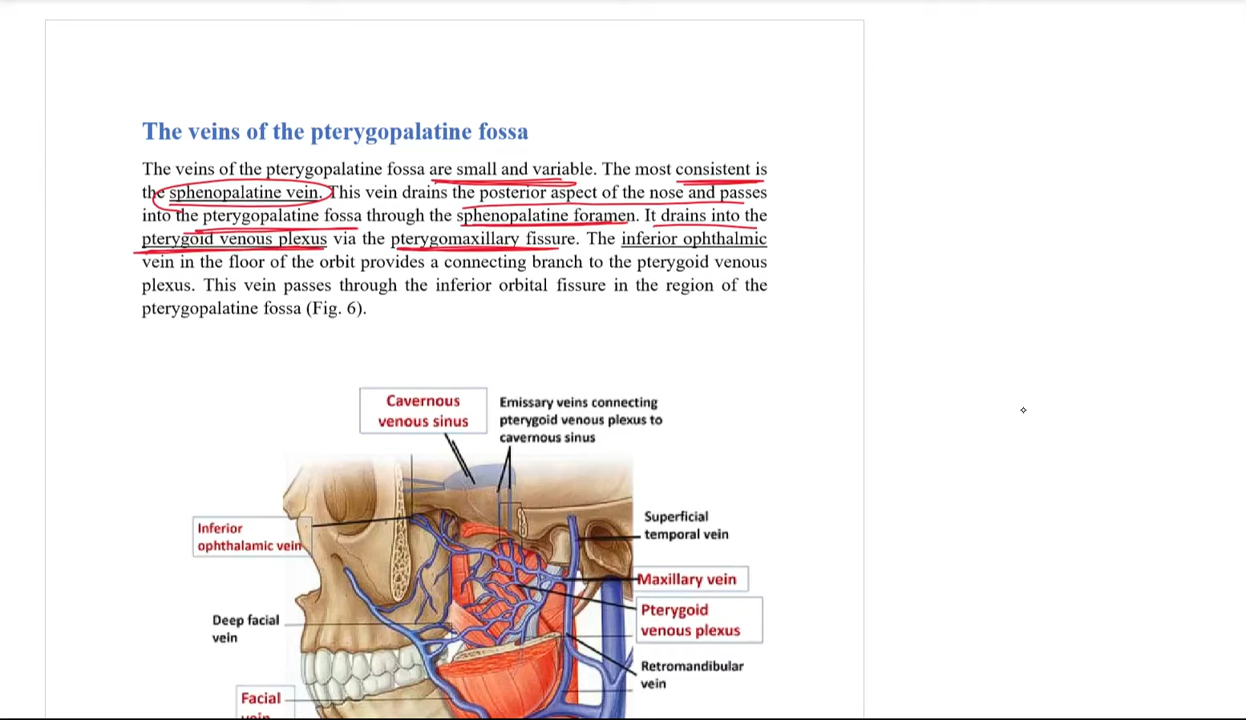 The veins of the pterygopalatine fossa
The veins of the pterygopalatine fossa are small and variable. The most consistent is
the sphenopalatine vein. This vein drains the posterior aspect of the nose and passes
into the pterygopalatine fossa through the sphenopalatine foramen. It drains into the
pterygoid venous plexus via the pterygomaxillary fissure. The inferior ophthalmic
vein in the floor of the orbit provides a connecting branch to the pterygoid venous
plexus. This vein passes through the inferior orbital fissure in the region of the
pterygopalatine fossa (Fig. 6).
Cavernous
venous sinus
Emissary veins connecting
pterygoid venous plexus to
cavernous sinus
Inferior
ophthalamic vein
Superficial
temporal vein
Maxillary vein
Pterygoid
venous plexus
Deep facial
vein
Retromandibular
vein
Facial
vein